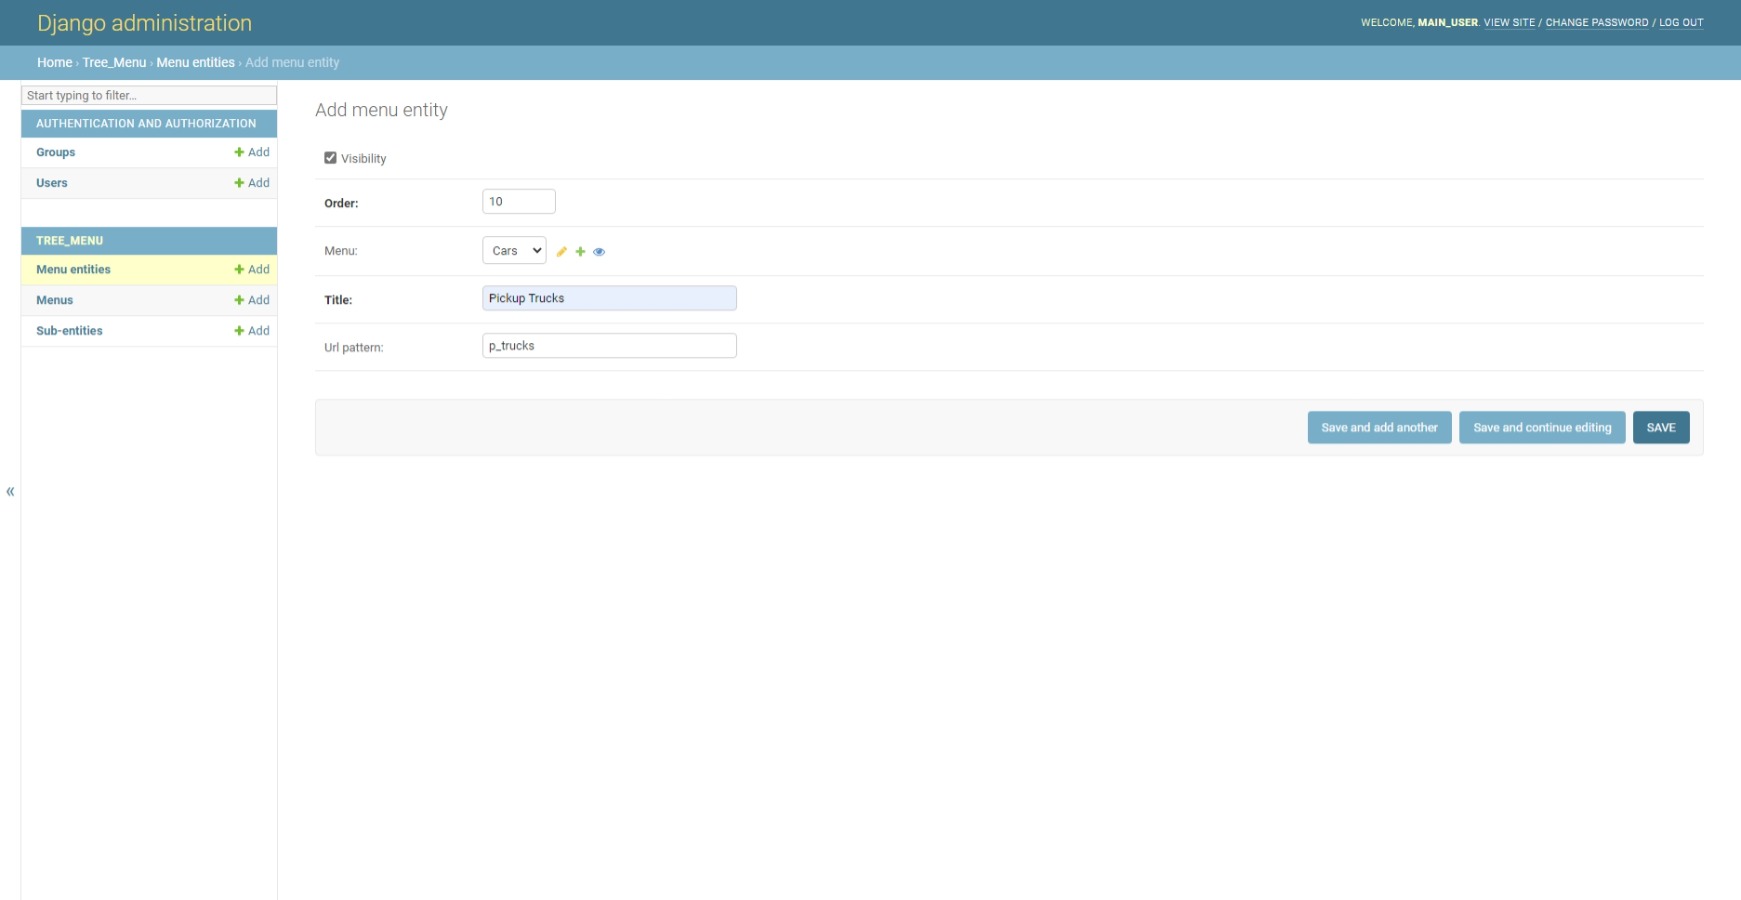 Django administration
WELCOME, MAIN_USER. VIEW SITE / CHANGE PASSWORD / LOG OUT
Home › Tree_Menu › Menu entities › Add menu entity
Start typing to filter...
AUTHENTICATION AND AUTHORIZATION
Groups + Add
Users + Add
TREE_MENU
Menu entities + Add
Menus + Add
Sub-entities + Add
«
Add menu entity
Visibility
Order: 10
Menu: Cars
Title: Pickup Trucks
Url pattern: p_trucks
Save and add another Save and continue editing SAVE